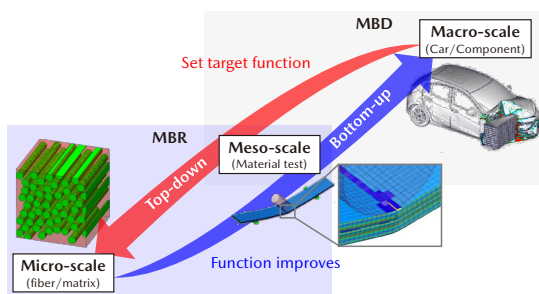 MBD
Macro-scale
(Car/Component)
Set target function
Bottom-up
MBR
Meso-scale
(Material test)
Top-down
Micro-scale
(fiber/matrix)
Function improves